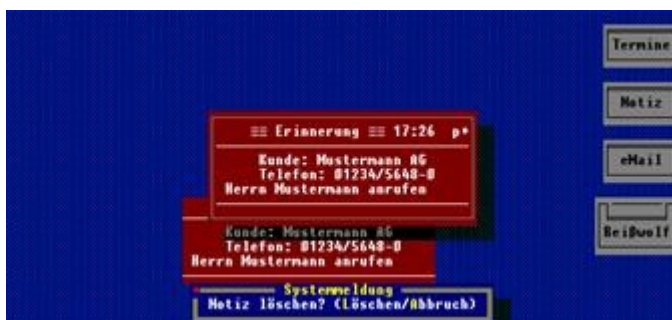 Termine
Notiz
eMail
Reißwolf
≡≡ Erinnerung ≡≡ 17:26 p*
Kunde: Mustermann AG
Telefon: 01234/5648-0
Herrn Mustermann anrufen
Kunde: Mustermann AG
Telefon: 01234/5648-0
Herrn Mustermann anrufen
Systemmeldung
Notiz löschen? (Löschen/Abbruch)